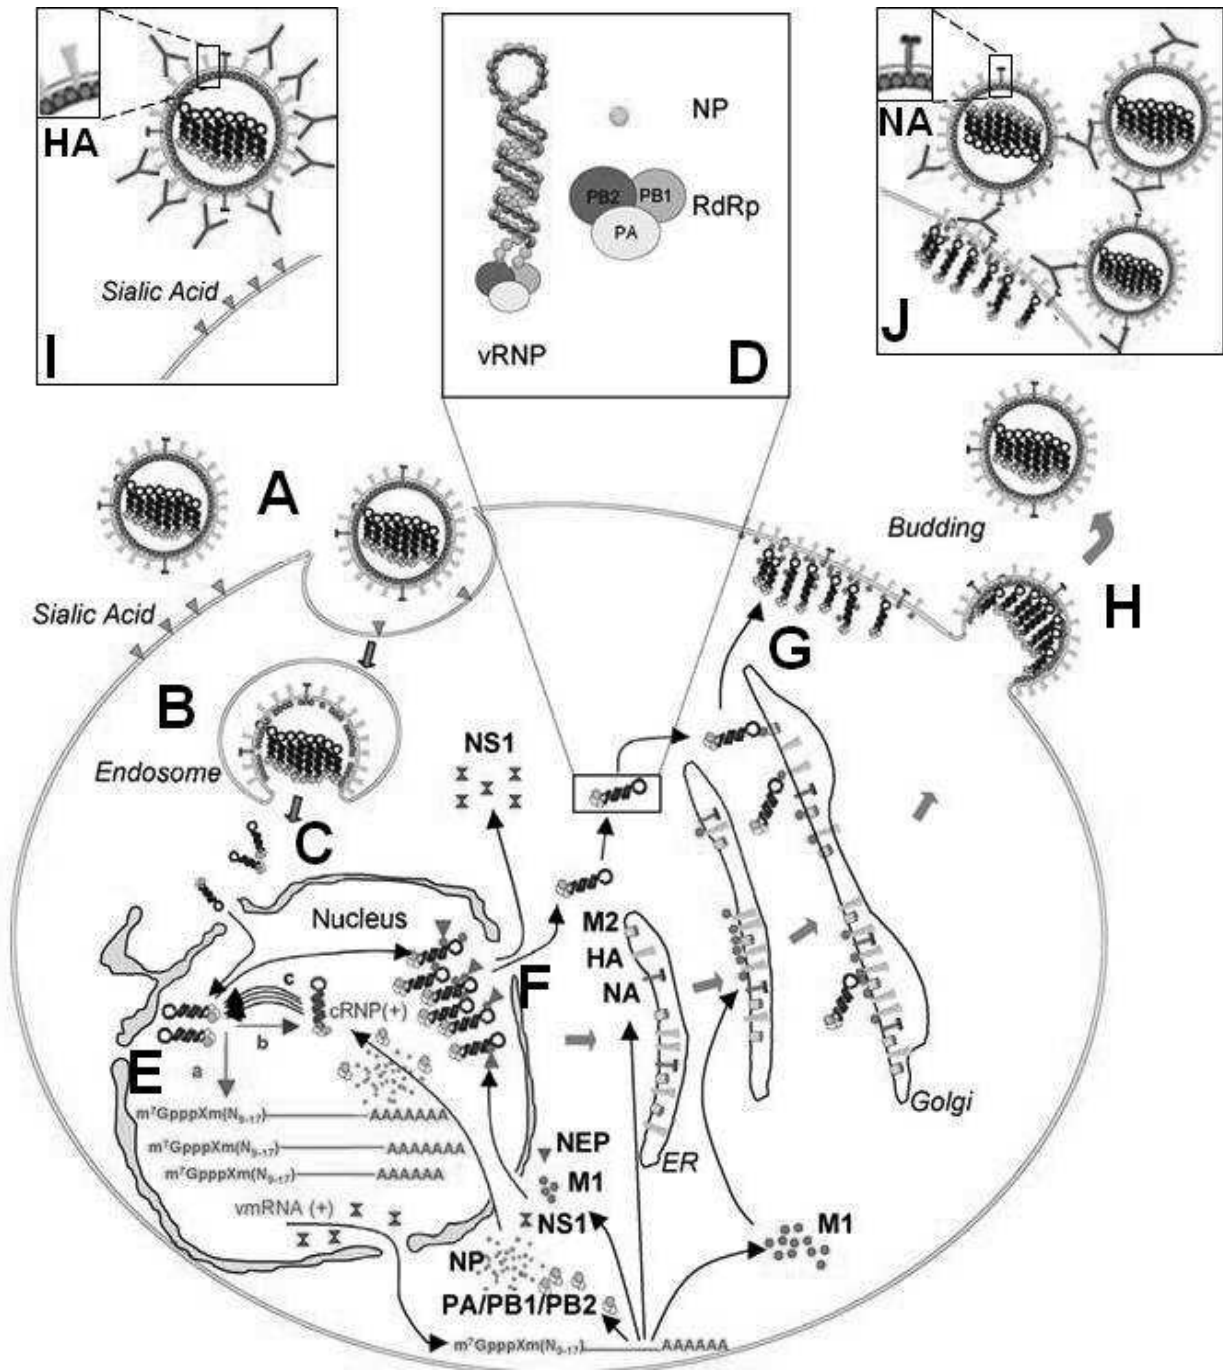 HA
Sialic Acid
I
NP
PB2
PB1
RdRp
PA
vRNP
D
NA
J
A
Sialic Acid
B
Endosome
C
Budding
H
G
NS1
Nucleus
M2
HA
NA
F
c
cRNP(+)
b
E
a
m⁷GpppXm(N₉₋₁₇) AAAAAAA
m⁷GpppXm(N₉₋₁₇) AAAAAAA
m⁷GpppXm(N₉₋₁₇) AAAAAAA
vmRNA (+)
Golgi
ER
NEP
M1
NS1
M1
NP
PA/PB1/PB2
m⁷GpppXm(N₉₋₁₇) AAAAAA